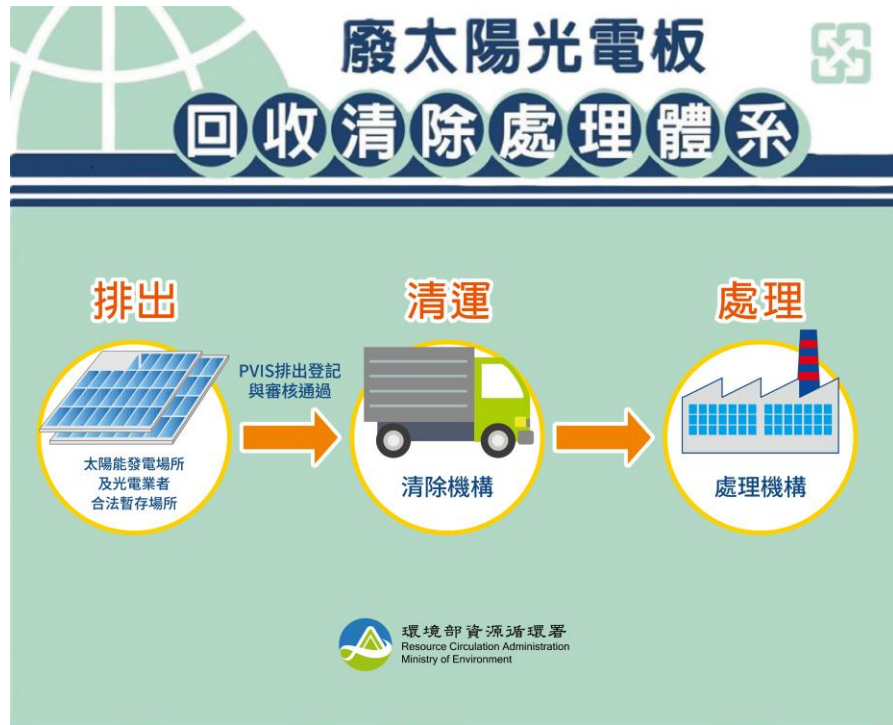 廢太陽光電板
回收清除處理體系
排出
清運
處理
PVIS排出登記
與審核通過
太陽能發電場所
及光電業者
合法暫存場所
清除機構
處理機構
環境部資源循環署
Resource Circulation Administration
Ministry of Environment